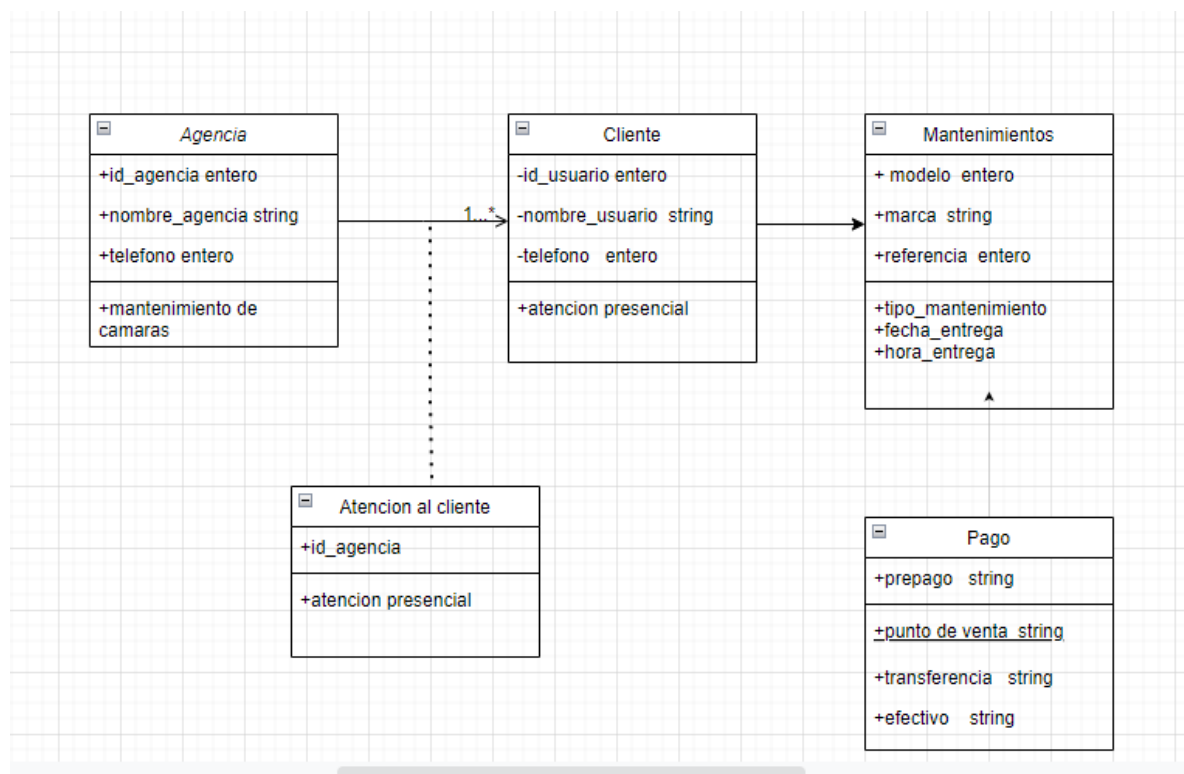 Agencia
+id_agencia entero
+nombre_agencia string
+telefono entero
+mantenimiento de
camaras
1...*
Cliente
-id_usuario entero
-nombre_usuario string
-telefono entero
+atencion presencial
Mantenimientos
+ modelo entero
+marca string
+referencia entero
+tipo_mantenimiento
+fecha_entrega
+hora_entrega
Atencion al cliente
+id_agencia
+atencion presencial
Pago
+prepago string
+punto de venta string
+transferencia string
+efectivo string